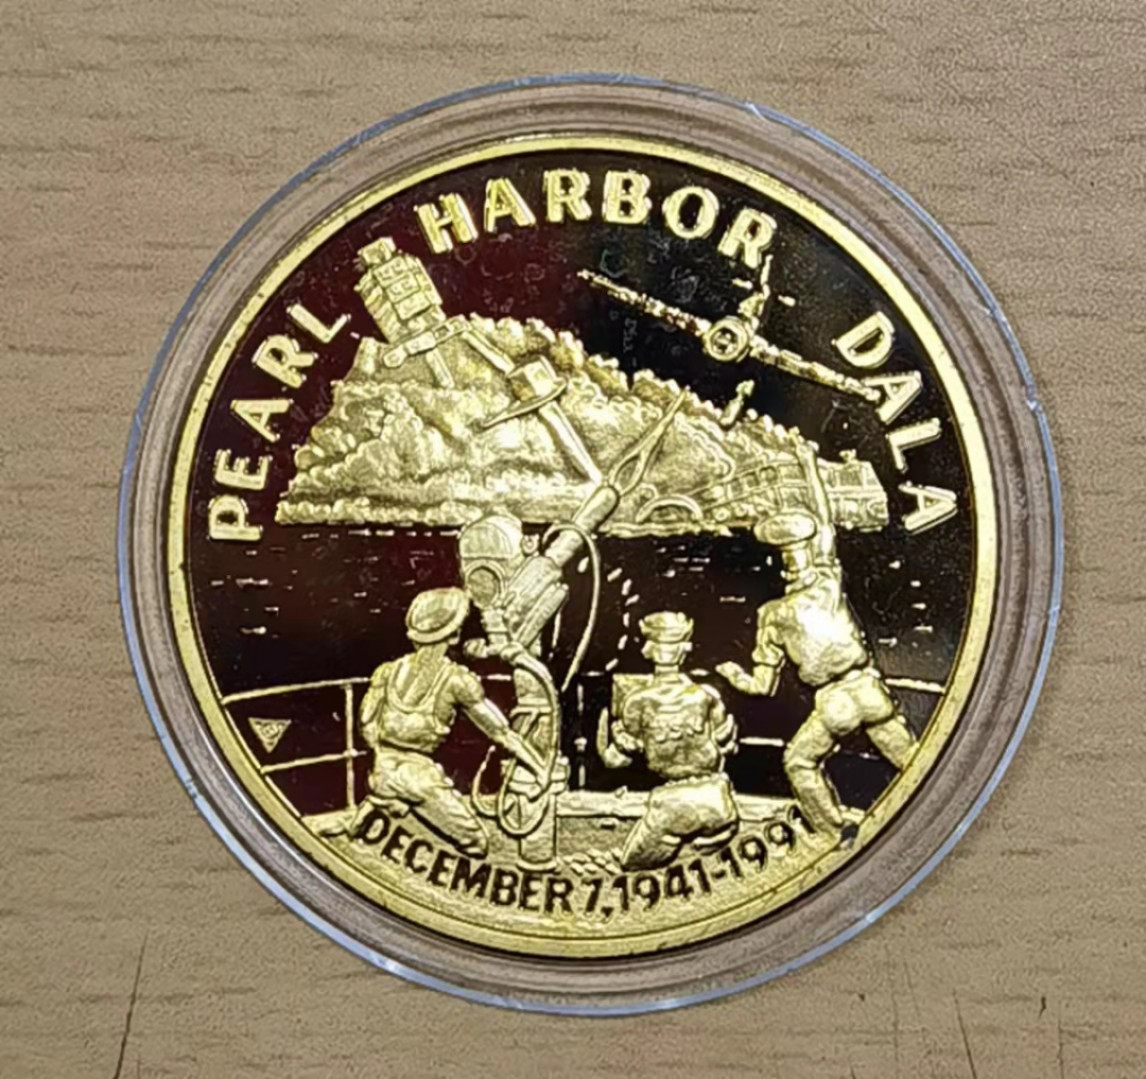 PEARL HARBOR DALA
DECEMBER 7, 1941-1991